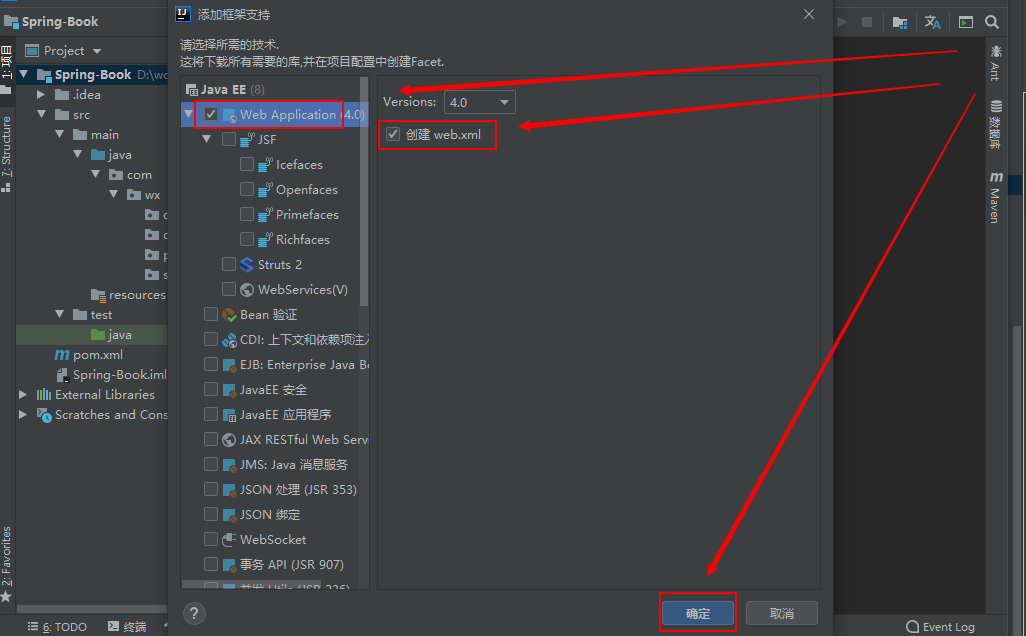 Spring-Book
添加框架支持
请选择所需的技术.
这将下载所有需要的库,并在项目配置中创建Facet.
1: 项目
7: Structure
2: Favorites
Project
Spring-Book D:\wo
.idea
src
main
java
com
wx
resources
test
java
pom.xml
Spring-Book.iml
External Libraries
Scratches and Cons
Java EE (8)
Web Application (4.0)
JSF
Icefaces
Openfaces
Primefaces
Richfaces
Struts 2
WebServices(V)
Bean 验证
CDI: 上下文和依赖项注入
EJB: Enterprise Java Be
JavaEE 安全
JavaEE 应用程序
JAX RESTful Web Serv
JMS: Java 消息服务
JSON 处理 (JSR 353)
JSON 绑定
WebSocket
事务 API (JSR 907)
Versions: 4.0
创建 web.xml
Ant
数据库
Maven
?
确定
取消
6: TODO
终端
Event Log